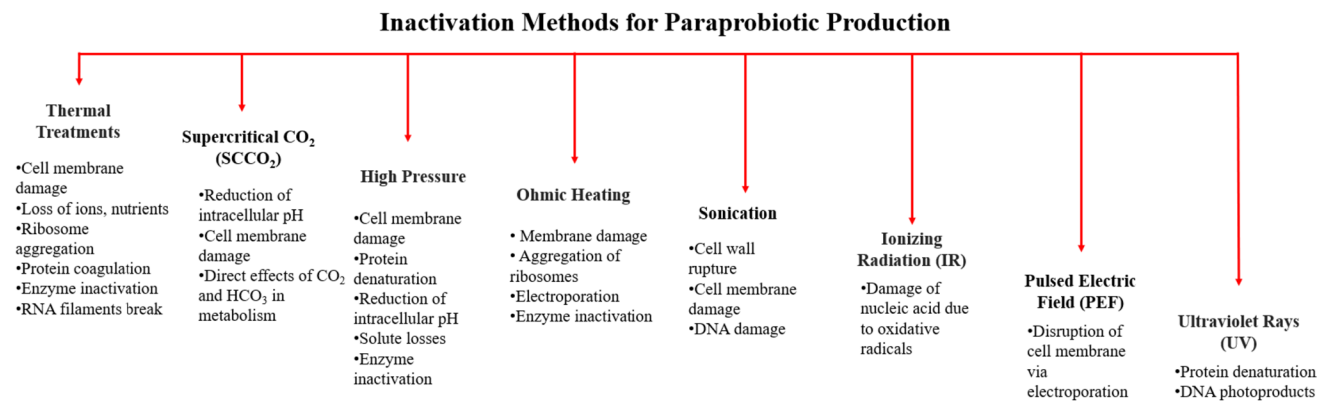 Inactivation Methods for Paraprobiotic Production
Thermal
Treatments
•Cell membrane
damage
•Loss of ions, nutrients
•Ribosome
aggregation
•Protein coagulation
•Enzyme inactivation
•RNA filaments break
Supercritical CO₂
(SCCO₂)
•Reduction of
intracellular pH
•Cell membrane
damage
•Direct effects of CO₂
and HCO₃ in
metabolism
High Pressure
•Cell membrane
damage
•Protein
denaturation
•Reduction of
intracellular pH
•Solute losses
•Enzyme
inactivation
Ohmic Heating
• Membrane damage
• Aggregation of
ribosomes
•Electroporation
•Enzyme inactivation
Sonication
•Cell wall
rupture
•Cell membrane
damage
•DNA damage
Ionizing
Radiation (IR)
•Damage of
nucleic acid due
to oxidative
radicals
Pulsed Electric
Field (PEF)
•Disruption of
cell membrane
via
electroporation
Ultraviolet Rays
(UV)
•Protein denaturation
•DNA photoproducts